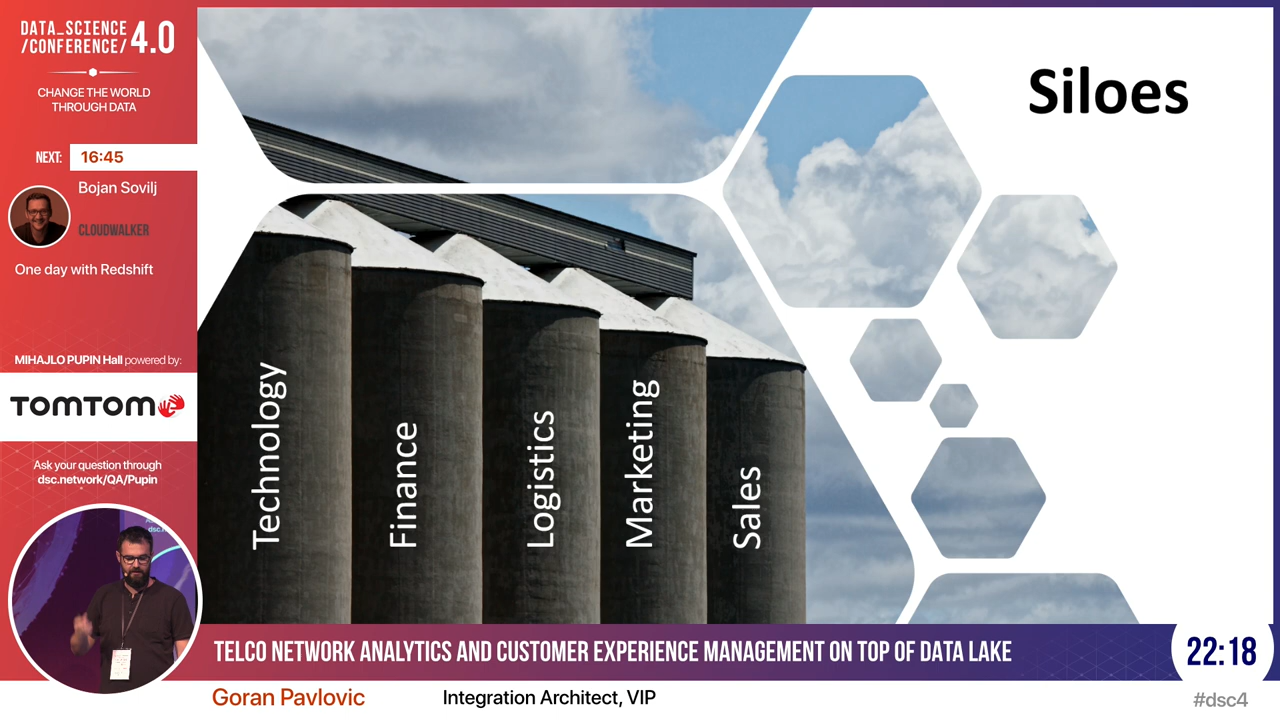 DATA_SCIENCE
/CONFERENCE/ 4.0
CHANGE THE WORLD
THROUGH DATA
NEXT: 16:45
Bojan Sovilj
CLOUDWALKER
One day with Redshift
MIHAJLO PUPIN Hall powered by:
TOMTOM
Ask your question through
dsc.network/QA/Pupin
Siloes
Technology
Finance
Logistics
Marketing
Sales
TELCO NETWORK ANALYTICS AND CUSTOMER EXPERIENCE MANAGEMENT ON TOP OF DATA LAKE
22:18
Goran Pavlovic
Integration Architect, VIP
#dsc4